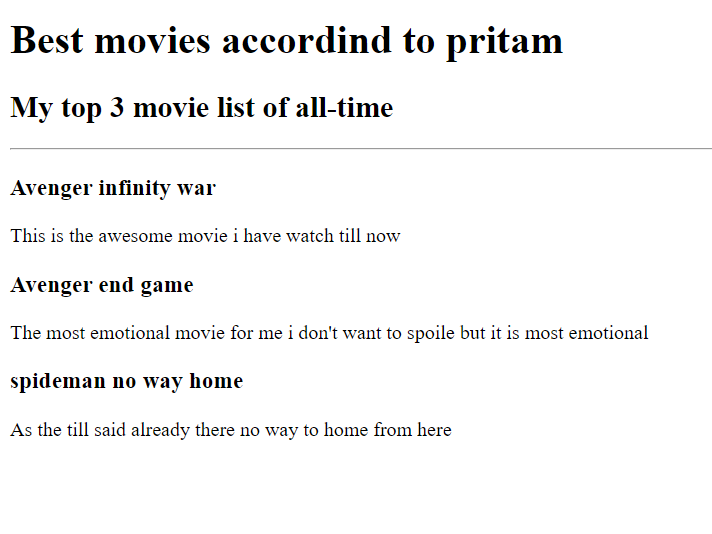 Best movies accordind to pritam
My top 3 movie list of all-time
Avenger infinity war
This is the awesome movie i have watch till now
Avenger end game
The most emotional movie for me i don't want to spoile but it is most emotional
spideman no way home
As the till said already there no way to home from here